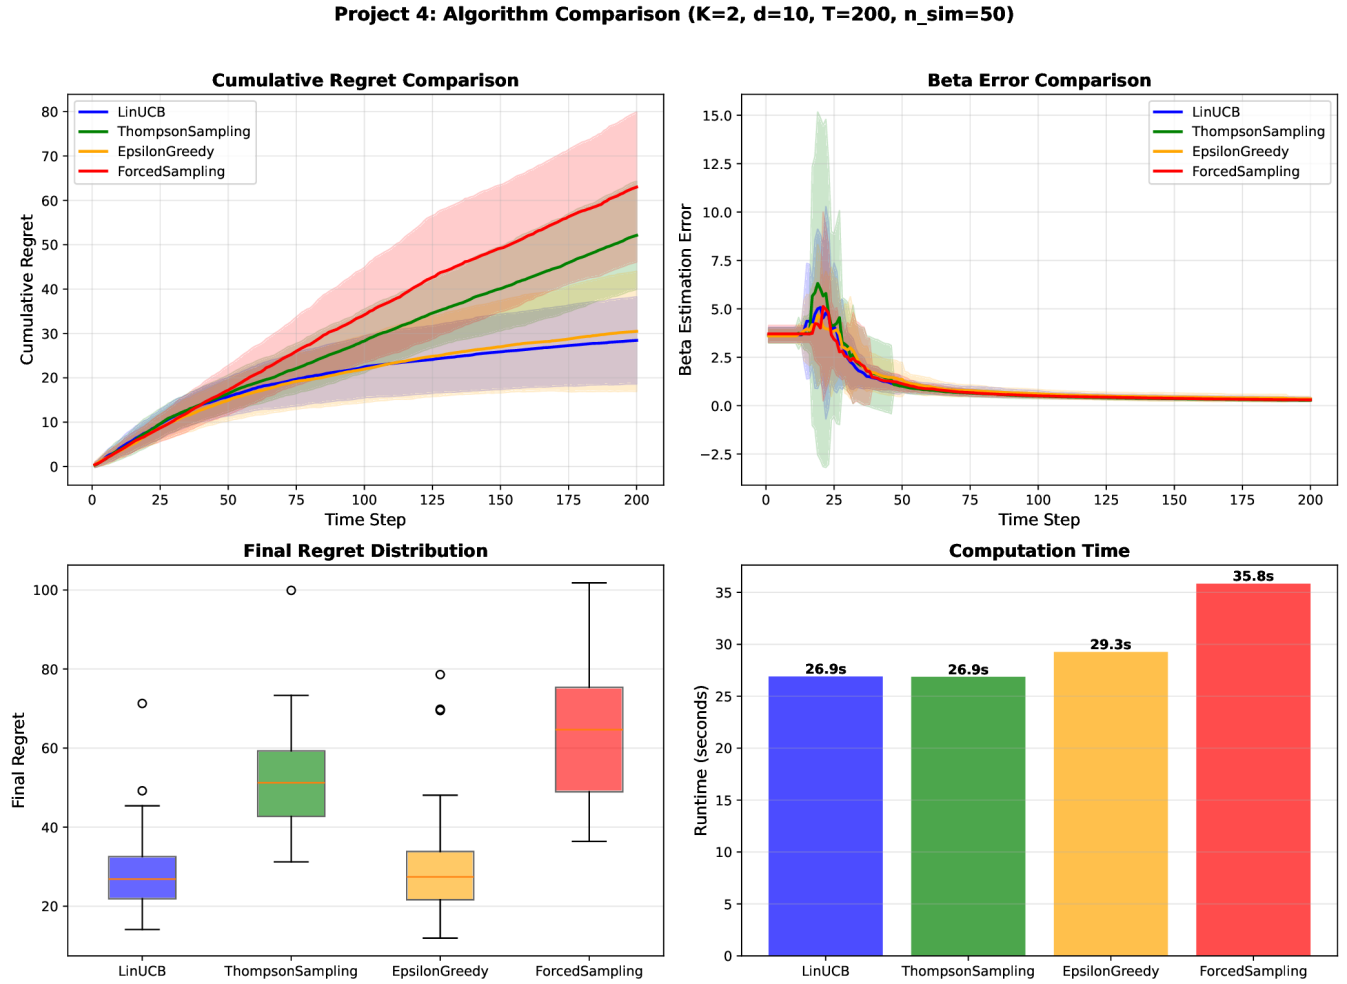 Project 4: Algorithm Comparison (K=2, d=10, T=200, n_sim=50)
Cumulative Regret Comparison
Cumulative Regret
80
70
60
50
40
30
20
10
0
LinUCB
ThompsonSampling
EpsilonGreedy
ForcedSampling
0 25 50 75 100 125 150 175 200
Time Step
Beta Error Comparison
Beta Estimation Error
15.0
12.5
10.0
7.5
5.0
2.5
0.0
−2.5
LinUCB
ThompsonSampling
EpsilonGreedy
ForcedSampling
0 25 50 75 100 125 150 175 200
Time Step
Final Regret Distribution
Final Regret
100
80
60
40
20
LinUCB ThompsonSampling EpsilonGreedy ForcedSampling
Computation Time
Runtime (seconds)
35
30
25
20
15
10
5
0
26.9s 26.9s 29.3s 35.8s
LinUCB ThompsonSampling EpsilonGreedy ForcedSampling